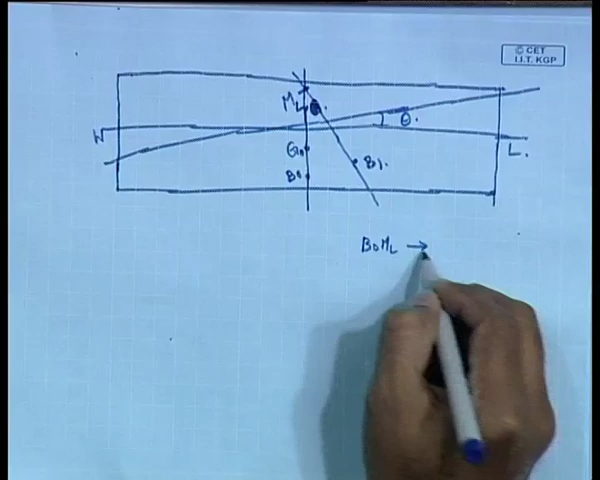 © CET
I.I.T. KGP
ML
θ.
W
L.
G0
B0
B1.
B0ML →